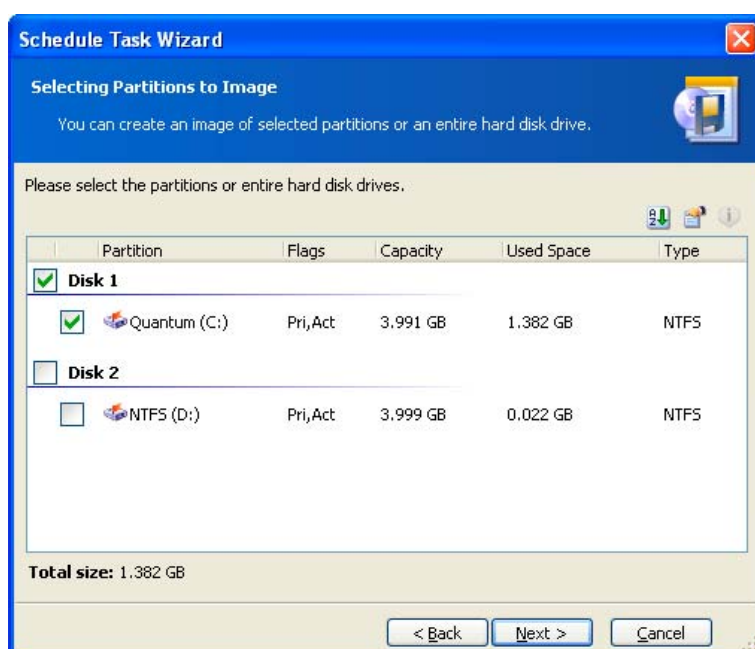 Schedule Task Wizard
Selecting Partitions to Image
You can create an image of selected partitions or an entire hard disk drive.
Please select the partitions or entire hard disk drives.
Partition Flags Capacity Used Space Type
Disk 1
Quantum (C:) Pri,Act 3.991 GB 1.382 GB NTFS
Disk 2
NTFS (D:) Pri,Act 3.999 GB 0.022 GB NTFS
Total size: 1.382 GB
< Back Next > Cancel